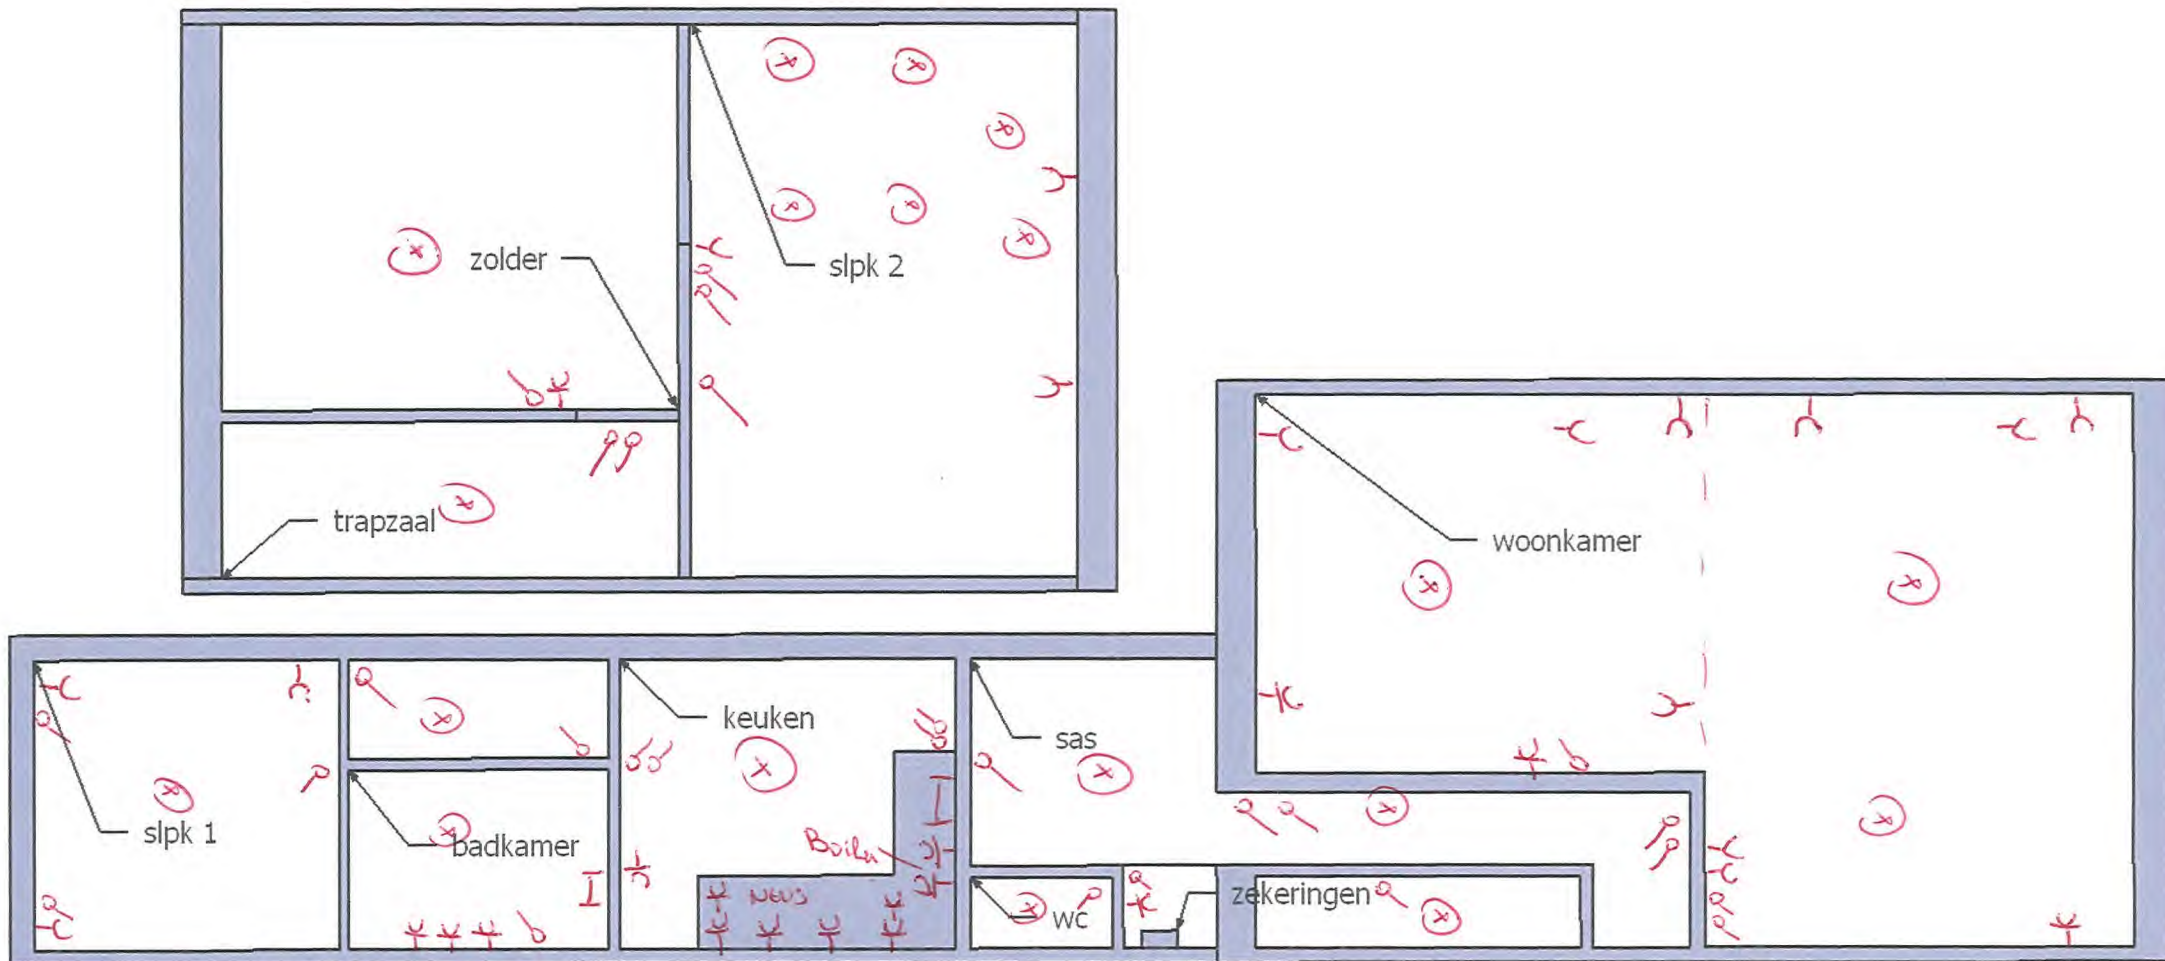 zolder
slpk 2
trapzaal
woonkamer
keuken
sas
slpk 1
badkamer
Boiler
zekeringen
wc